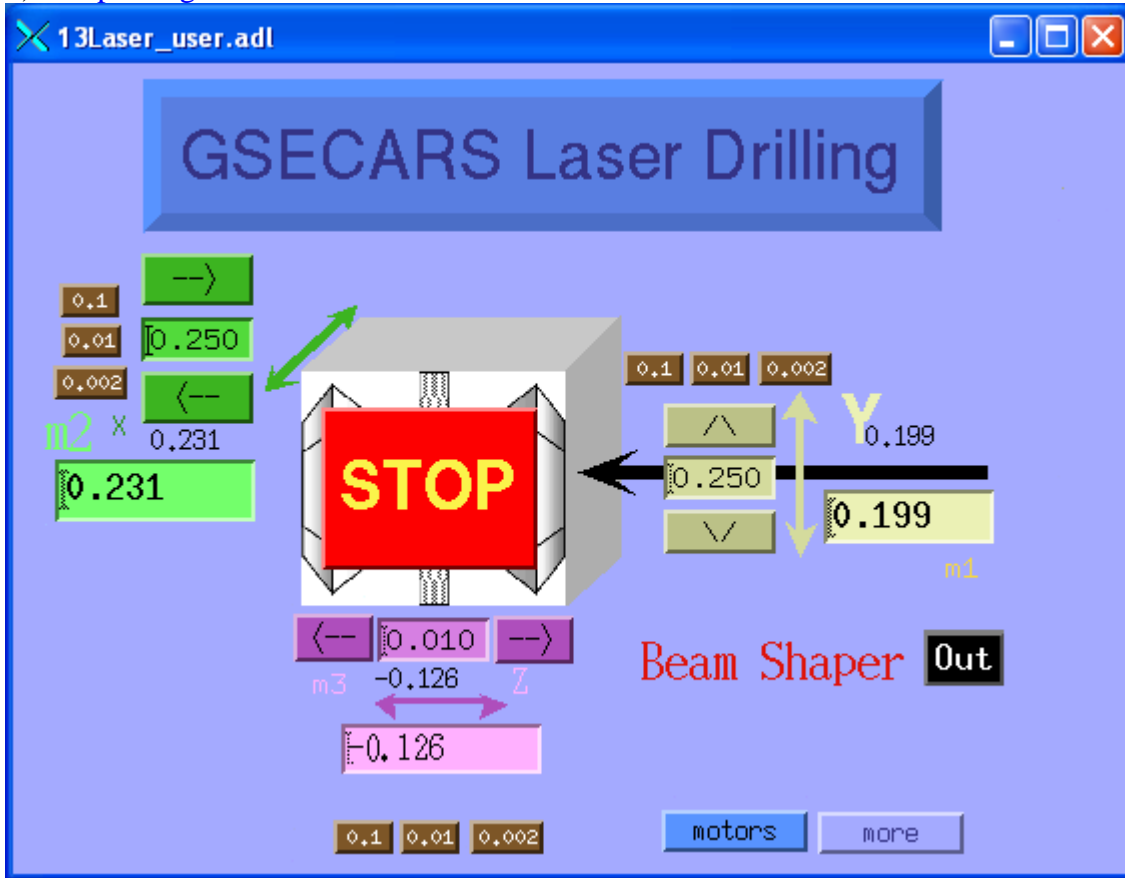 13Laser_user.adl
GSECARS Laser Drilling
-->
0.1
0.01
0.250
0.002
<--
m2 X 0.231
0.231
STOP
0.1 0.01 0.002
/\
Y
0.199
0.250
0.199
\/
m1
<-- 0.010 -->
m3 -0.126 Z
-0.126
Beam Shaper Out
0.1 0.01 0.002
motors more